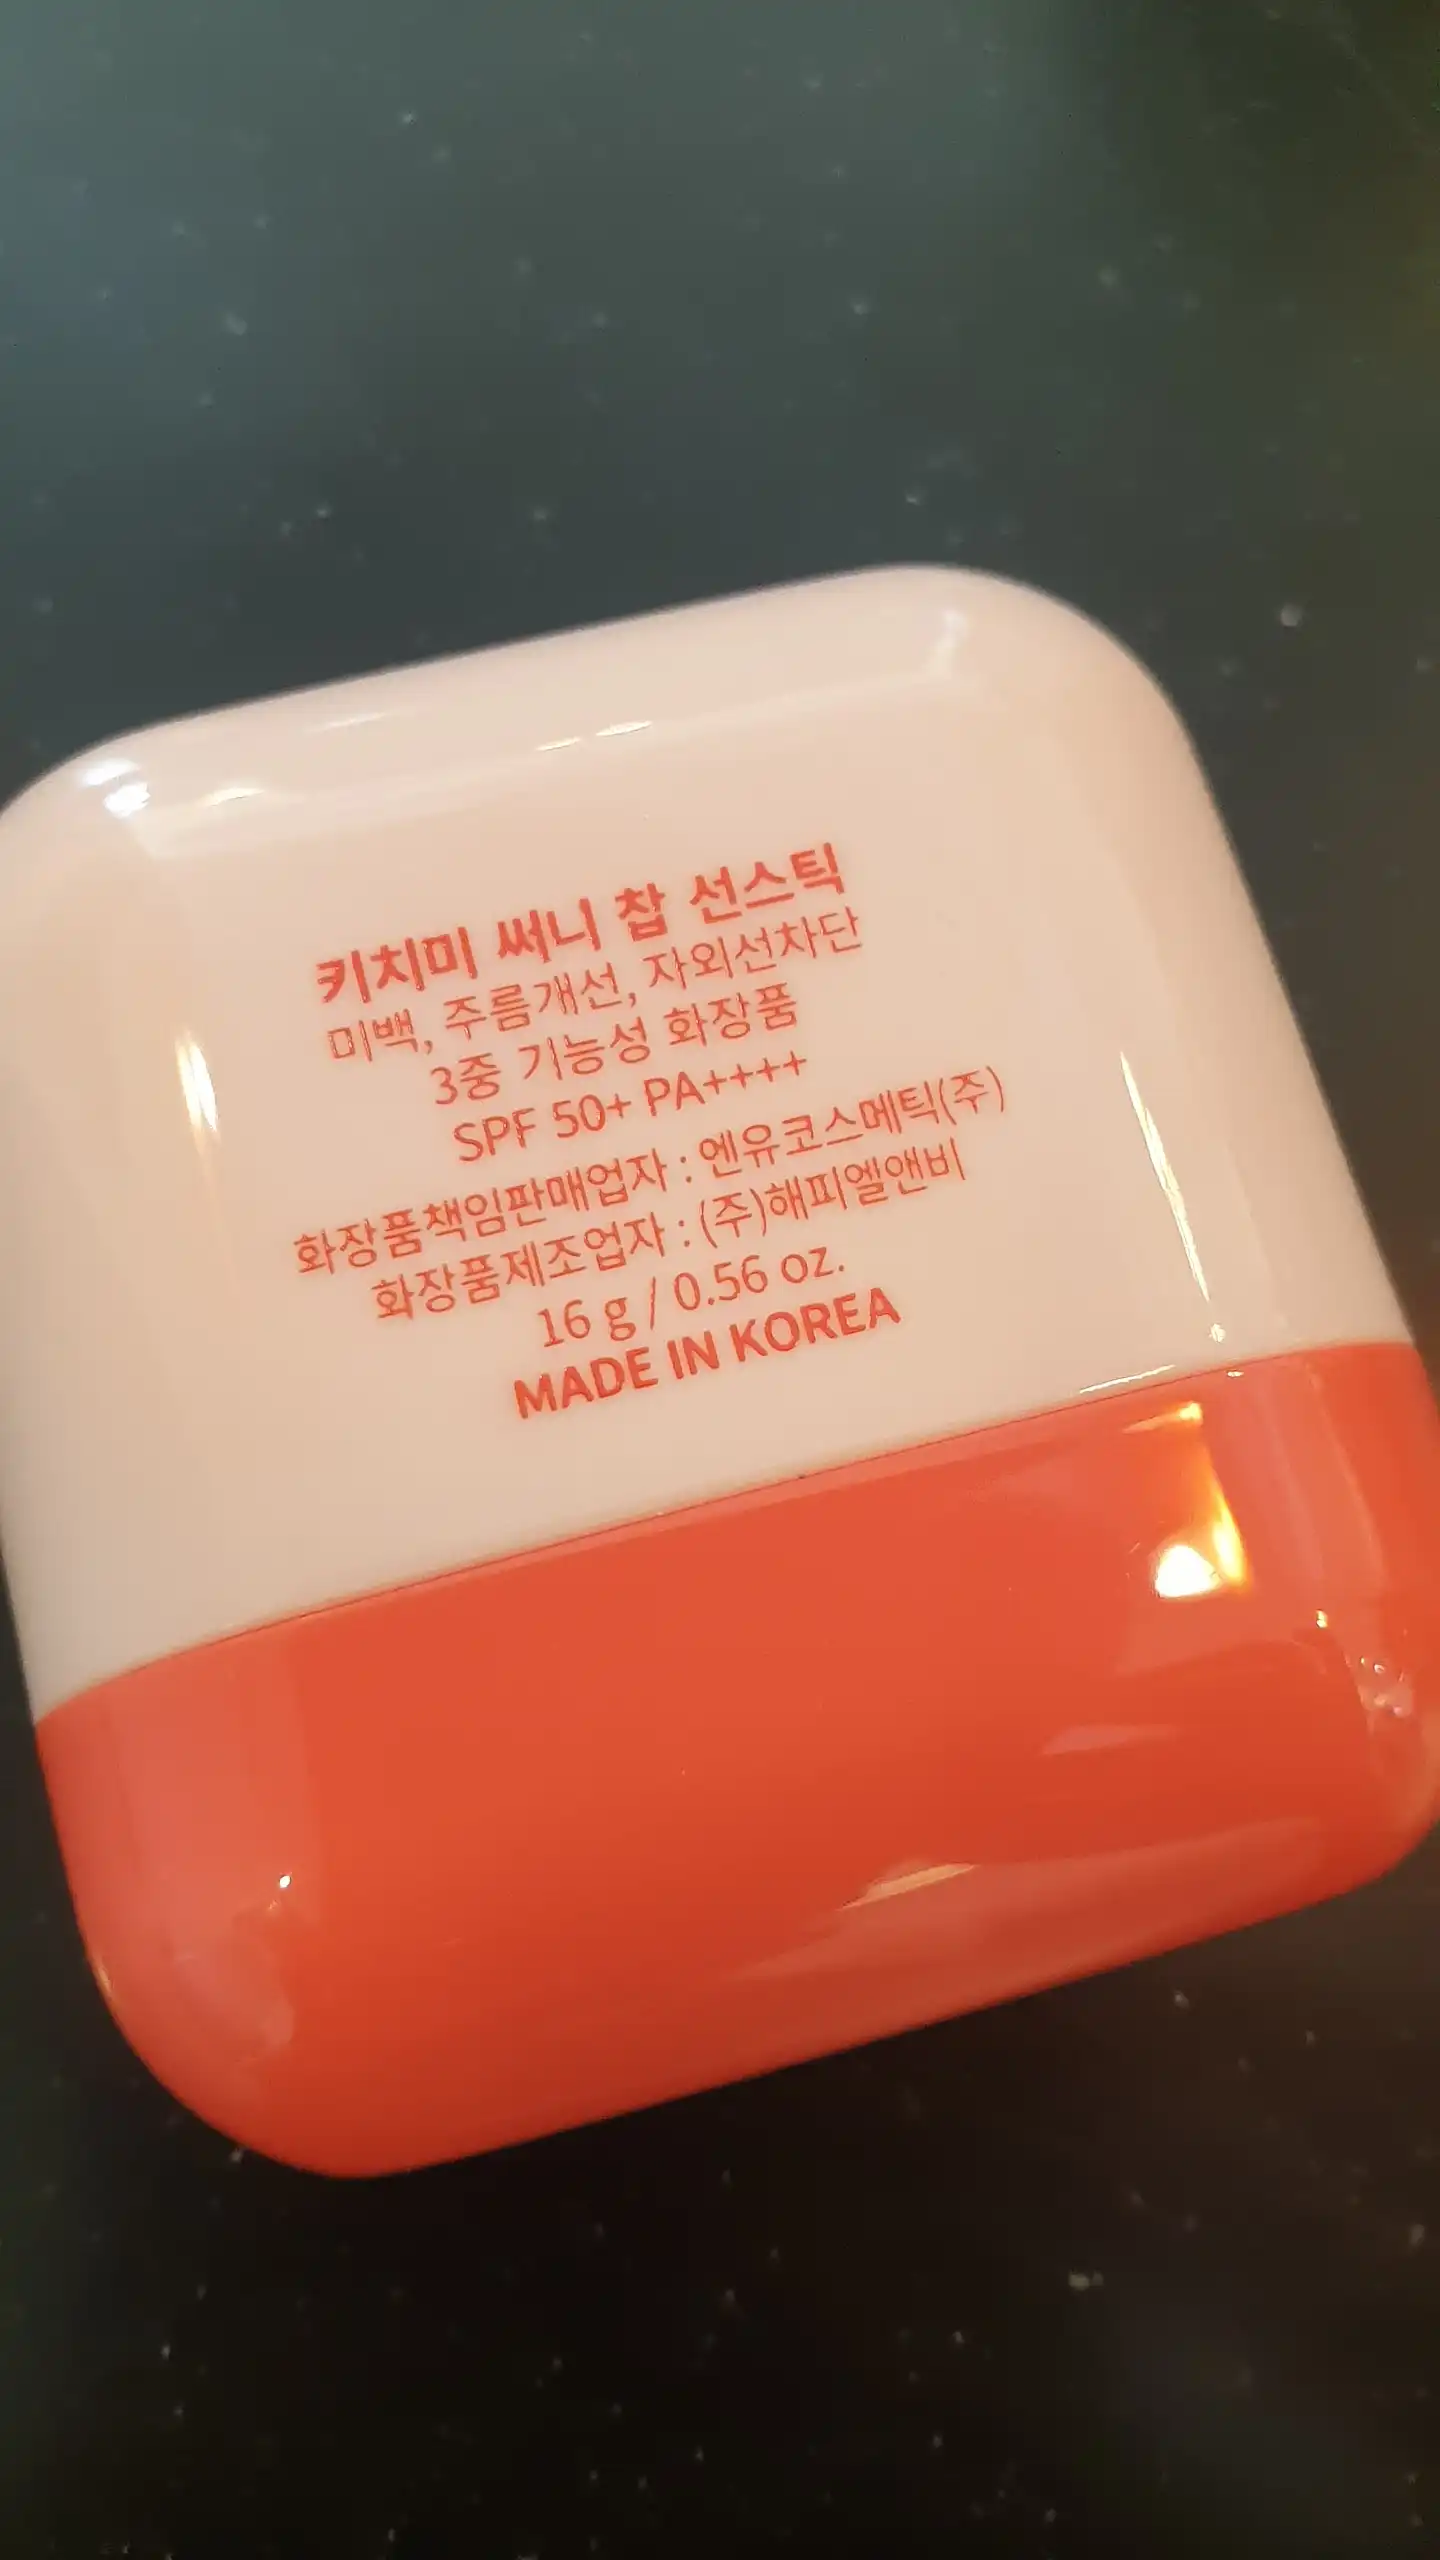 키치미 써니 찹 선스틱
미백, 주름개선, 자외선차단
3중 기능성 화장품
SPF 50+ PA++++
화장품책임판매업자 : 엔유코스메틱(주)
화장품제조업자 : (주)해피엘앤비
16 g / 0.56 oz.
MADE IN KOREA